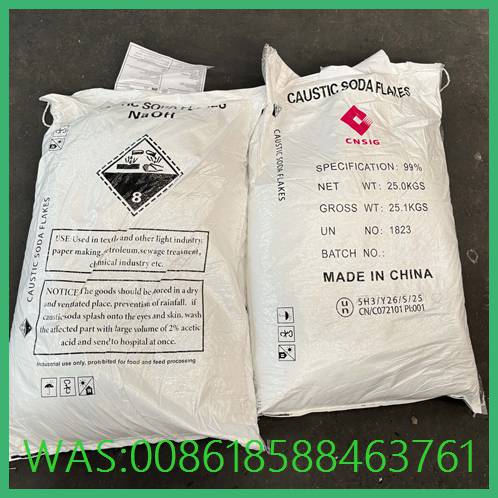 CAUSTIC SODA FLAKES
NaOH
8
CAUSTIC SODA FLAKES
USE: Used in textile and other light industry,
paper making, petroleum, sewage treatment,
chmical industry etc.
NOTICE: The goods should be stored in a dry
and ventilated place, prevention of rainfall, if
causticsoda splash onto the eyes and skin, wash
the affected part with large volume of 2% acetic
acid and send to hospital at once.
Industrial use only, prohibited for food and feed processing
CAUSTIC SODA FLAKES
CNSIG
SPECIFICATION: 99%
NET WT: 25.0KGS
GROSS WT: 25.1KGS
UN NO: 1823
BATCH NO.:
MADE IN CHINA
un 5H3/Y26/S/25
CN/C072101 PI:001
WAS:008618588463761